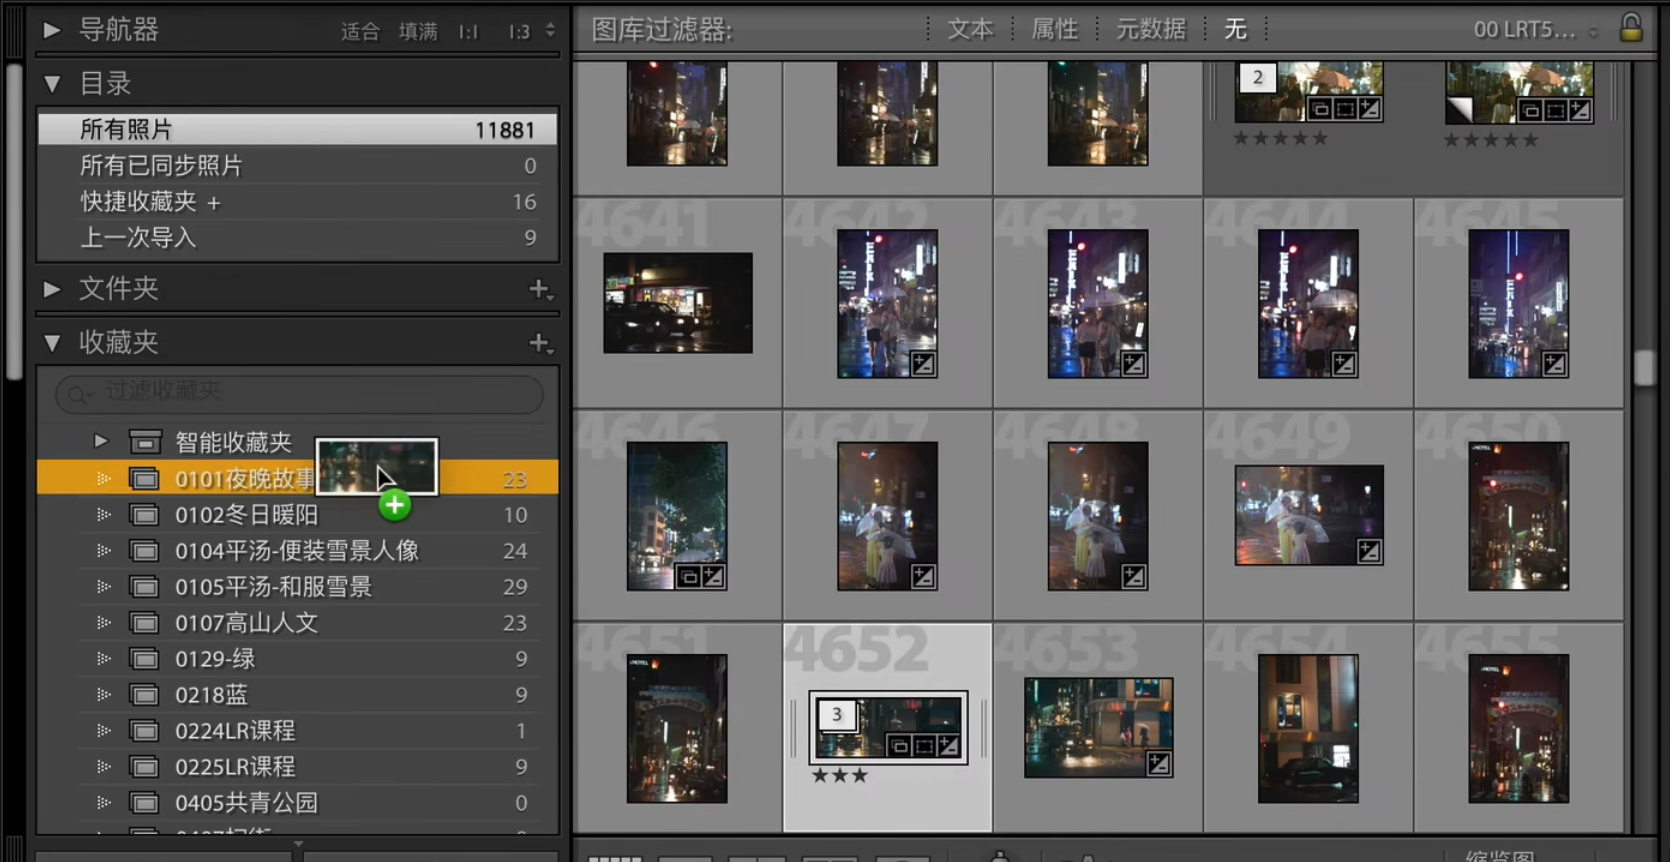 导航器 适合 填满 1:1 1:3
图库过滤器: 文本 属性 元数据 无 00 LRT5...
目录
所有照片 11881
所有已同步照片 0
快捷收藏夹 + 16
上一次导入 9
文件夹
收藏夹
过滤收藏夹
智能收藏夹
0101夜晚故事 23
0102冬日暖阳 10
0104平汤-便装雪景人像 24
0105平汤-和服雪景 29
0107高山人文 23
0129-绿 9
0218蓝 9
0224LR课程 1
0225LR课程 9
0405共青公园 0
2
4641 4642 4643 4644 4645
4646 4647 4648 4649 4650
4651 4652 4653 4654 4655
3